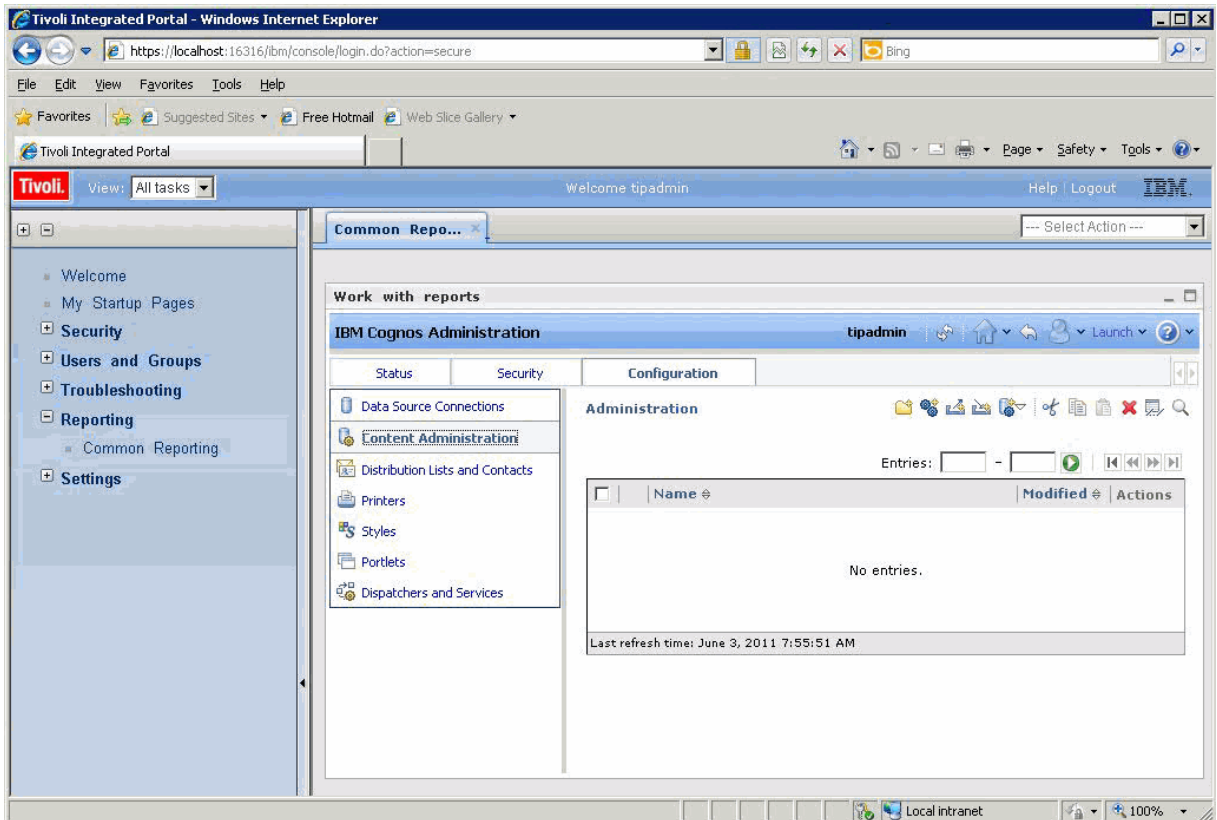 Tivoli Integrated Portal - Windows Internet Explorer
https://localhost:16316/ibm/console/login.do?action=secure
Bing
File Edit View Favorites Tools Help
Favorites Suggested Sites Free Hotmail Web Slice Gallery
Tivoli Integrated Portal
Page Safety Tools
Tivoli. View: All tasks Welcome tipadmin Help Logout IBM.
Common Repo...
--- Select Action ---
Welcome
My Startup Pages
Security
Users and Groups
Troubleshooting
Reporting
Common Reporting
Settings
Work with reports
IBM Cognos Administration tipadmin Launch
Status Security Configuration
Data Source Connections
Content Administration
Distribution Lists and Contacts
Printers
Styles
Portlets
Dispatchers and Services
Administration
Entries: -
Name Modified Actions
No entries.
Last refresh time: June 3, 2011 7:55:51 AM
Local intranet 100%